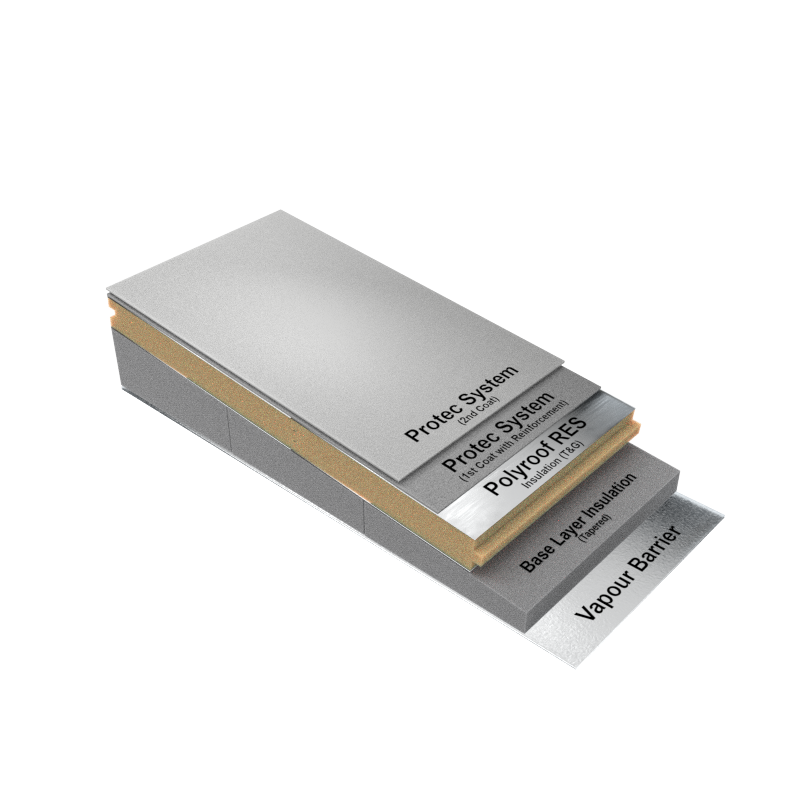 Protec System
(2nd Coat)
Protec System
(1st Coat with Reinforcement)
Polyroof RES
Insulation (T&G)
Base Layer Insulation
(Tapered)
Vapour Barrier